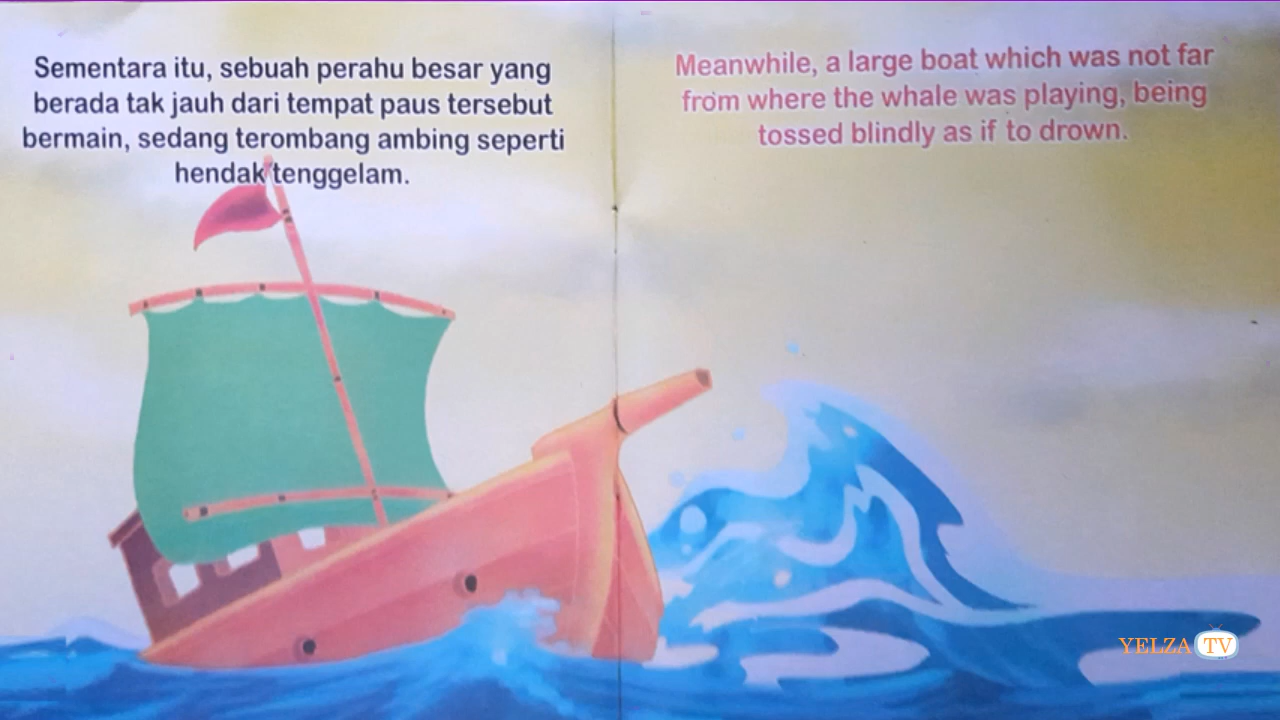 Sementara itu, sebuah perahu besar yang
berada tak jauh dari tempat paus tersebut
bermain, sedang terombang ambing seperti
hendak tenggelam.
Meanwhile, a large boat which was not far
from where the whale was playing, being
tossed blindly as if to drown.
YELZA TV